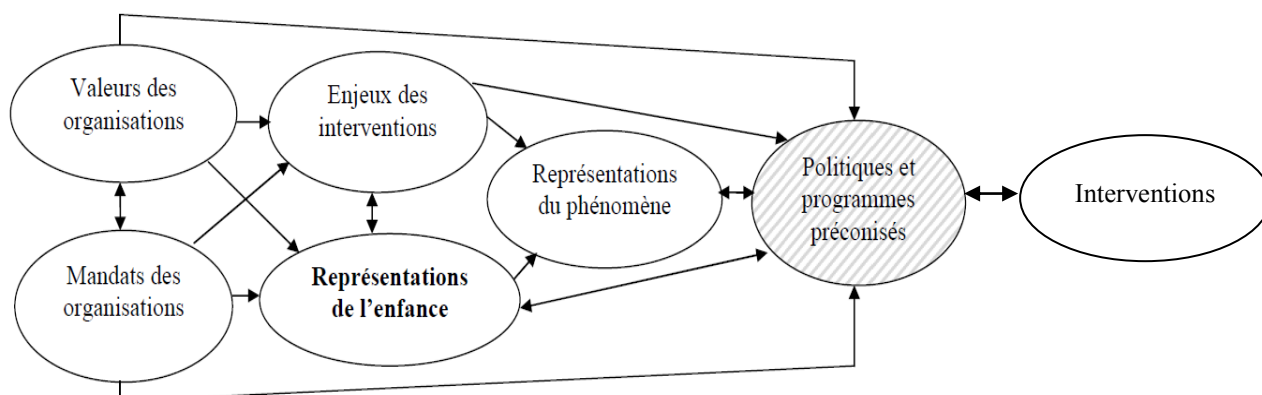 Valeurs des
organisations
Enjeux des
interventions
Représentations
du phénomène
Politiques et
programmes
préconisés
Interventions
Mandats des
organisations
Représentations
de l'enfance